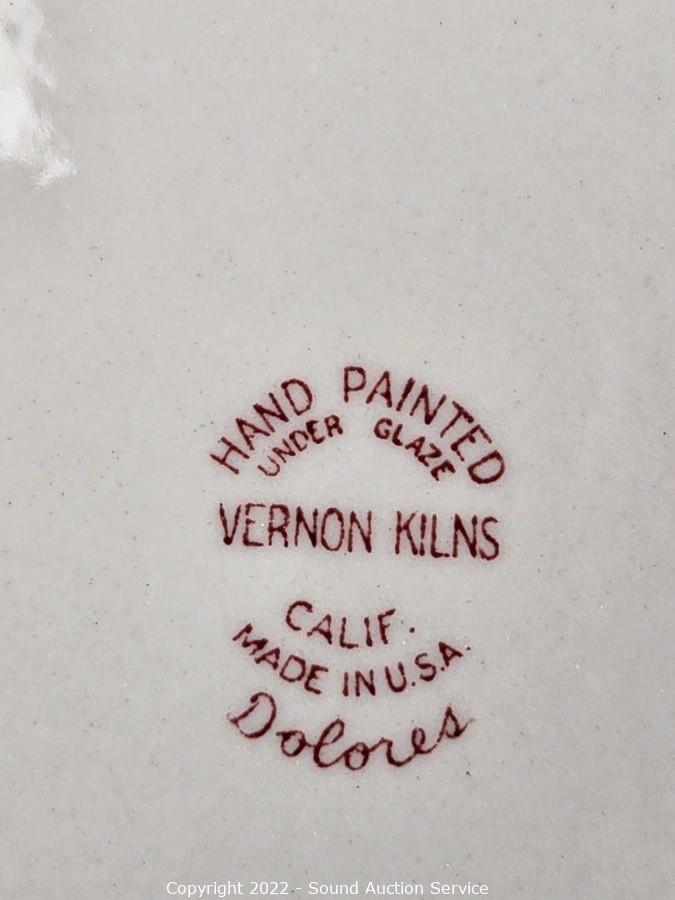 HAND PAINTED
UNDER GLAZE
VERNON KILNS
CALIF.
MADE IN U.S.A.
Dolores
Copyright 2022 - Sound Auction Service